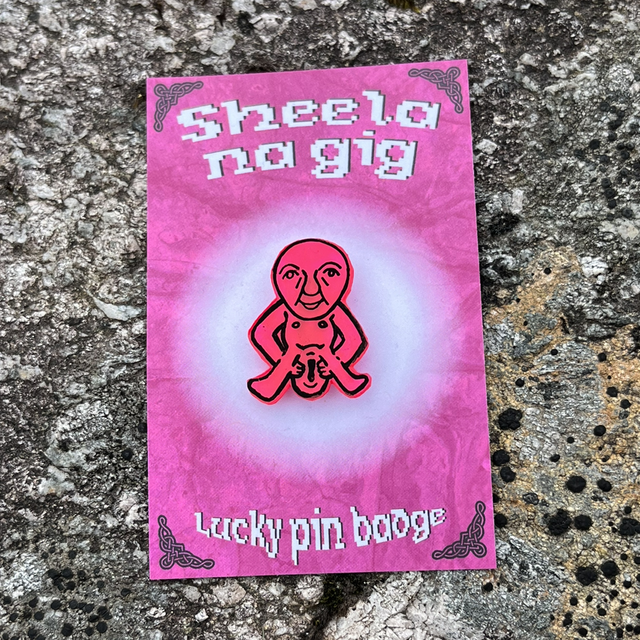 Sheela
na gig
Lucky pin badge